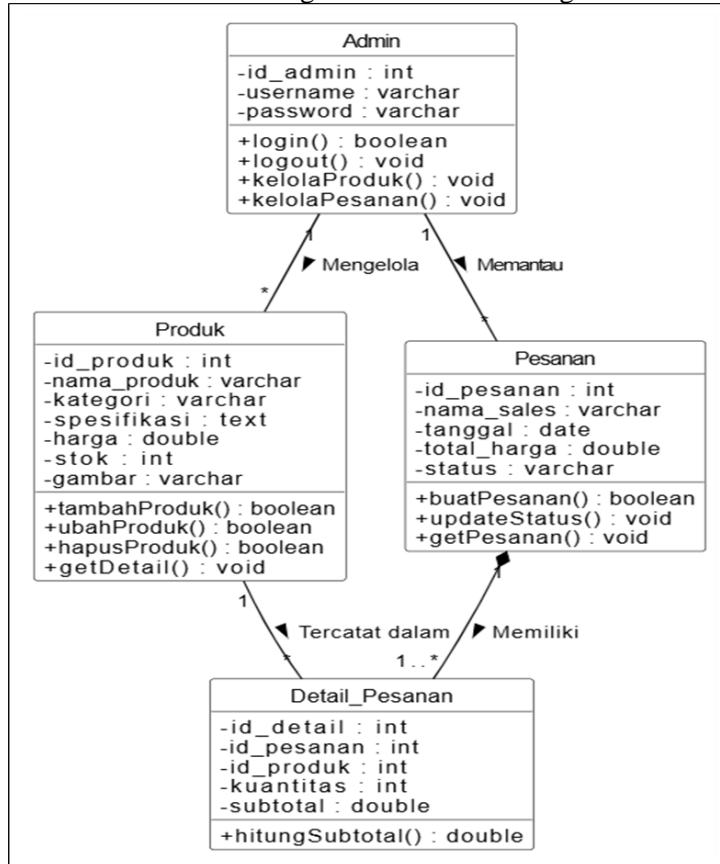 Admin
-id_admin : int
-username : varchar
-password : varchar
+login() : boolean
+logout() : void
+kelolaProduk() : void
+kelolaPesanan() : void
1
1
Mengelola
Memantau
*
*
Produk
-id_produk : int
-nama_produk : varchar
-kategori : varchar
-spesifikasi : text
-harga : double
-stok : int
-gambar : varchar
+tambahProduk() : boolean
+ubahProduk() : boolean
+hapusProduk() : boolean
+getDetail() : void
Pesanan
-id_pesanan : int
-nama_sales : varchar
-tanggal : date
-total_harga : double
-status : varchar
+buatPesanan() : boolean
+updateStatus() : void
+getPesanan() : void
1
1
Tercatat dalam
Memiliki
*
1..*
Detail_Pesanan
-id_detail : int
-id_pesanan : int
-id_produk : int
-kuantitas : int
-subtotal : double
+hitungSubtotal() : double